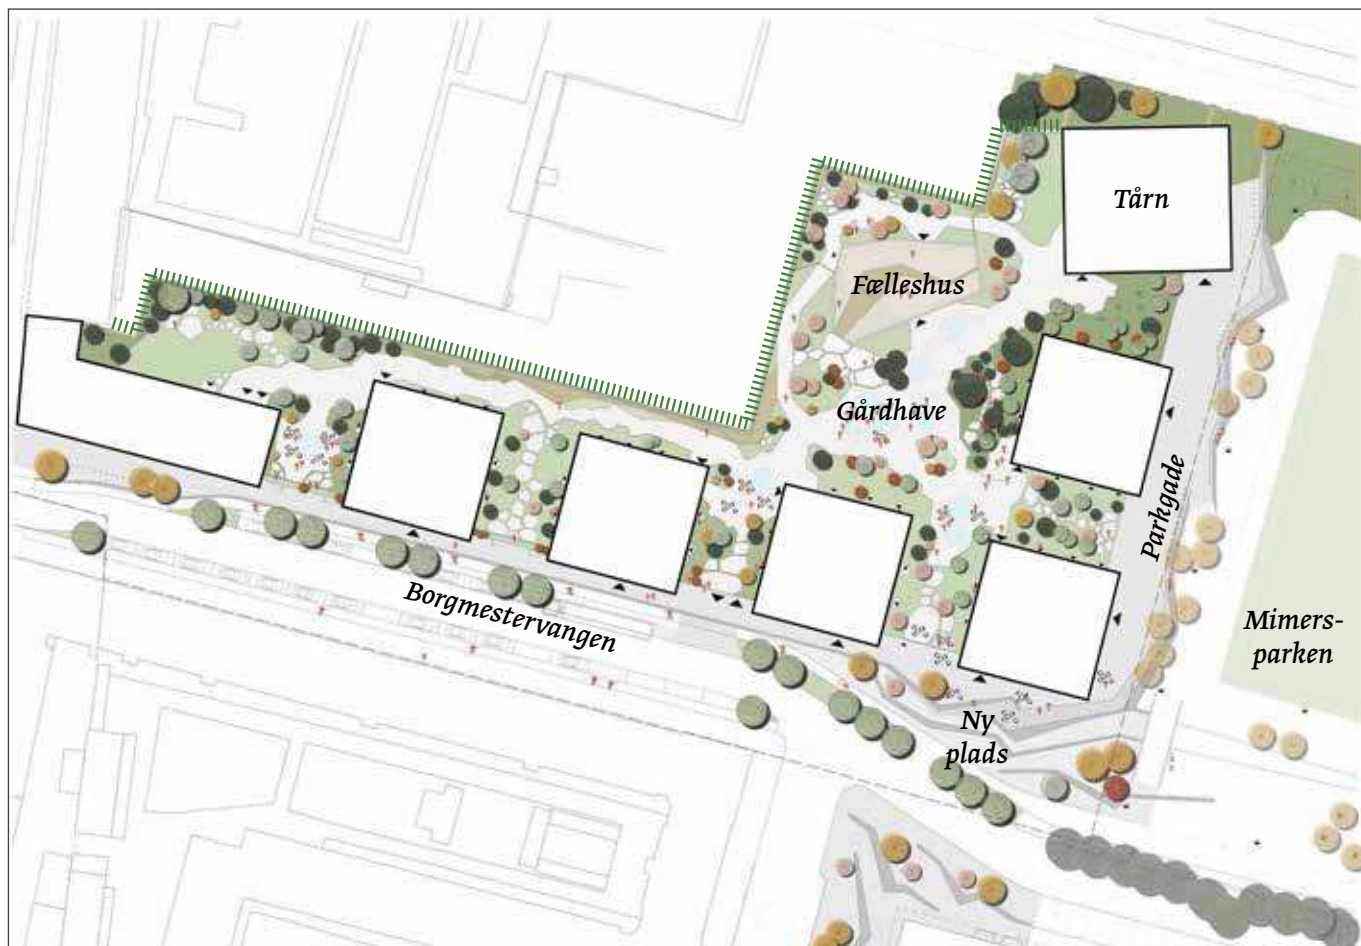 Tårn
Fælleshus
Gårdhave
Parkgade
Borgmestervangen
Mimers-
parken
Ny
plads